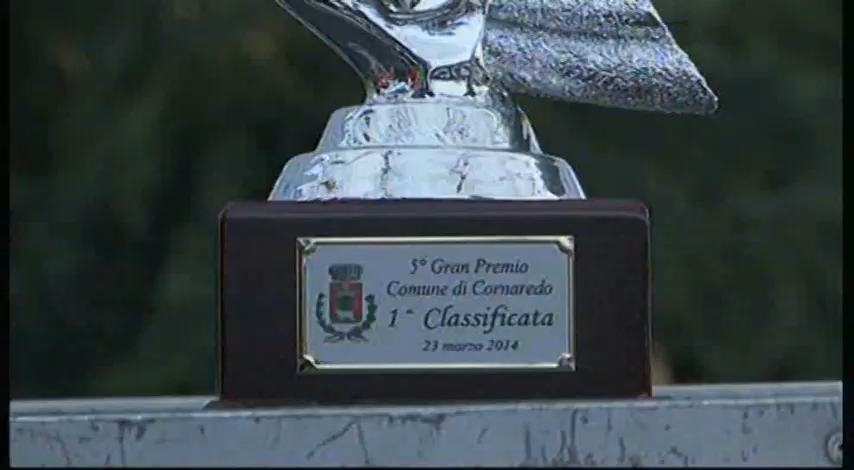 5° Gran Premio
Comune di Cornaredo
1^ Classificata
23 marzo 2014